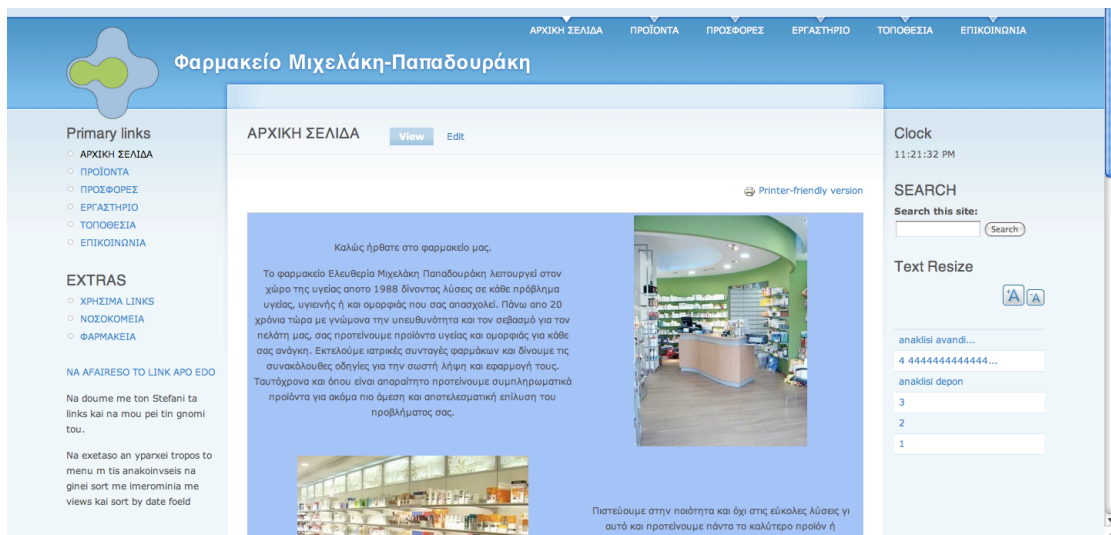 ΑΡΧΙΚΗ ΣΕΛΙΔΑ ΠΡΟΪΟΝΤΑ ΠΡΟΣΦΟΡΕΣ ΕΡΓΑΣΤΗΡΙΟ ΤΟΠΟΘΕΣΙΑ ΕΠΙΚΟΙΝΩΝΙΑ
Φαρμακείο Μιχελάκη-Παπαδουράκη
Primary links
ΑΡΧΙΚΗ ΣΕΛΙΔΑ
ΠΡΟΪΟΝΤΑ
ΠΡΟΣΦΟΡΕΣ
ΕΡΓΑΣΤΗΡΙΟ
ΤΟΠΟΘΕΣΙΑ
ΕΠΙΚΟΙΝΩΝΙΑ
EXTRAS
ΧΡΗΣΙΜΑ LINKS
ΝΟΣΟΚΟΜΕΙΑ
ΦΑΡΜΑΚΕΙΑ
NA AFAIRESO TO LINK APO EDO
Na doume me ton Stefani ta
links kai na mou pei tin gnomi
tou.
Na exetaso an yparxei tropos to
menu m tis anakoinvseis na
ginei sort me imerominia me
views kai sort by date foeld
ΑΡΧΙΚΗ ΣΕΛΙΔΑ View Edit
Printer-friendly version
Καλώς ήρθατε στο φαρμακείο μας.
Το φαρμακείο Ελευθερία Μιχελάκη Παπαδουράκη λειτουργεί στον
χώρο της υγείας αποτο 1988 δίνοντας λύσεις σε κάθε πρόβλημα
υγείας, υγιεινής ή και ομορφιάς που σας απασχολεί. Πάνω απο 20
χρόνια τώρα με γνώμονα την υπευθυνότητα και τον σεβασμό για τον
πελάτη μας, σας προτείνουμε προϊόντα υγείας και ομορφιάς για κάθε
σας ανάγκη. Εκτελούμε ιατρικές συνταγές φαρμάκων και δίνουμε τις
συνακόλουθες οδηγίες για την σωστή λήψη και εφαρμογή τους.
Ταυτόχρονα και όπου είναι απαραίτητο προτείνουμε συμπληρωματικά
προϊόντα για ακόμα πιο άμεση και αποτελεσματική επίλυση του
προβλήματος σας.
Πιστεύουμε στην ποιότητα και όχι στις εύκολες λύσεις γι
αυτό και προτείνουμε πάντα το καλύτερο προϊόν ή
Clock
11:21:32 PM
SEARCH
Search this site:
Search
Text Resize
A A
anaklisi avandi...
4 4444444444444...
anaklisi depon
3
2
1